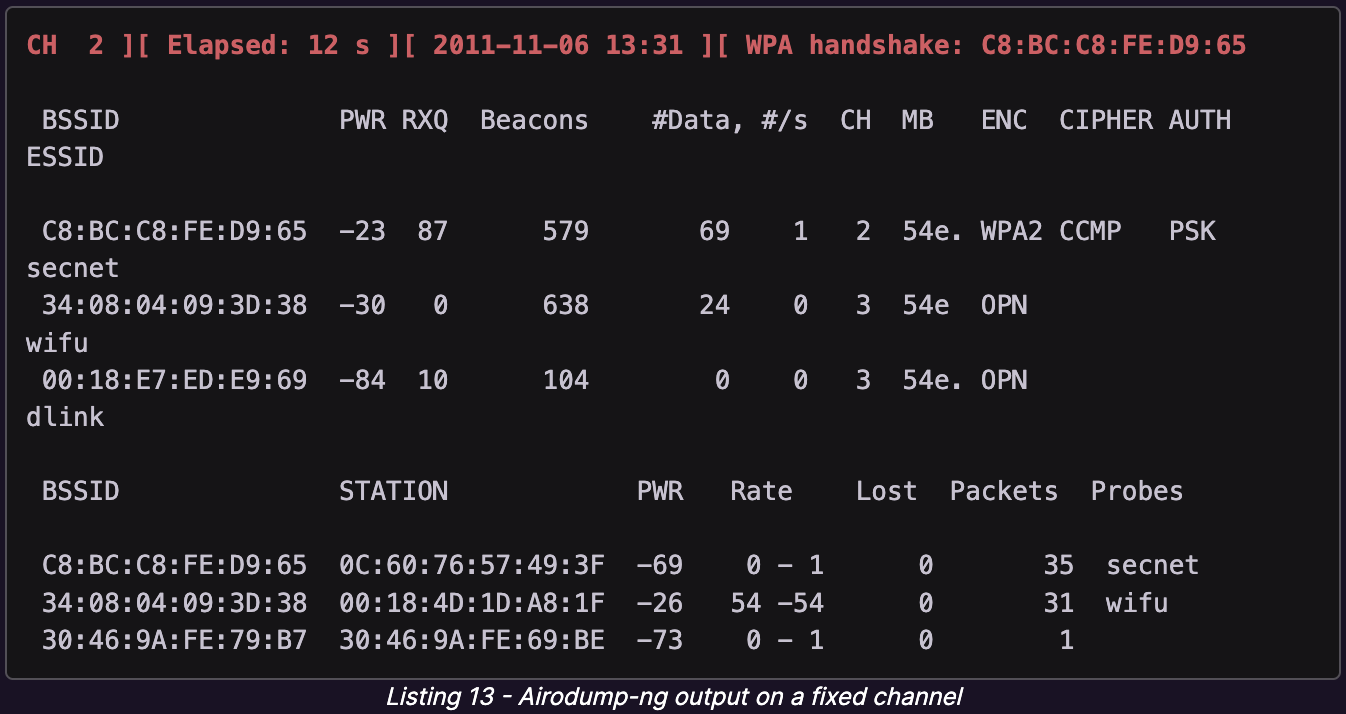 CH  2 ][ Elapsed: 12 s ][ 2011-11-06 13:31 ][ WPA handshake: C8:BC:C8:FE:D9:65
BSSID              PWR RXQ  Beacons    #Data, #/s  CH  MB   ENC  CIPHER AUTH
ESSID
C8:BC:C8:FE:D9:65  -23  87      579       69    1   2  54e. WPA2 CCMP   PSK
secnet
34:08:04:09:3D:38  -30   0      638       24    0   3  54e  OPN
wifu
00:18:E7:ED:E9:69  -84  10      104        0    0   3  54e. OPN
dlink
BSSID              STATION            PWR   Rate    Lost  Packets  Probes
C8:BC:C8:FE:D9:65  0C:60:76:57:49:3F  -69    0 - 1      0       35  secnet
34:08:04:09:3D:38  00:18:4D:1D:A8:1F  -26   54 -54      0       31  wifu
30:46:9A:FE:79:B7  30:46:9A:FE:69:BE  -73    0 - 1      0        1
Listing 13 - Airodump-ng output on a fixed channel